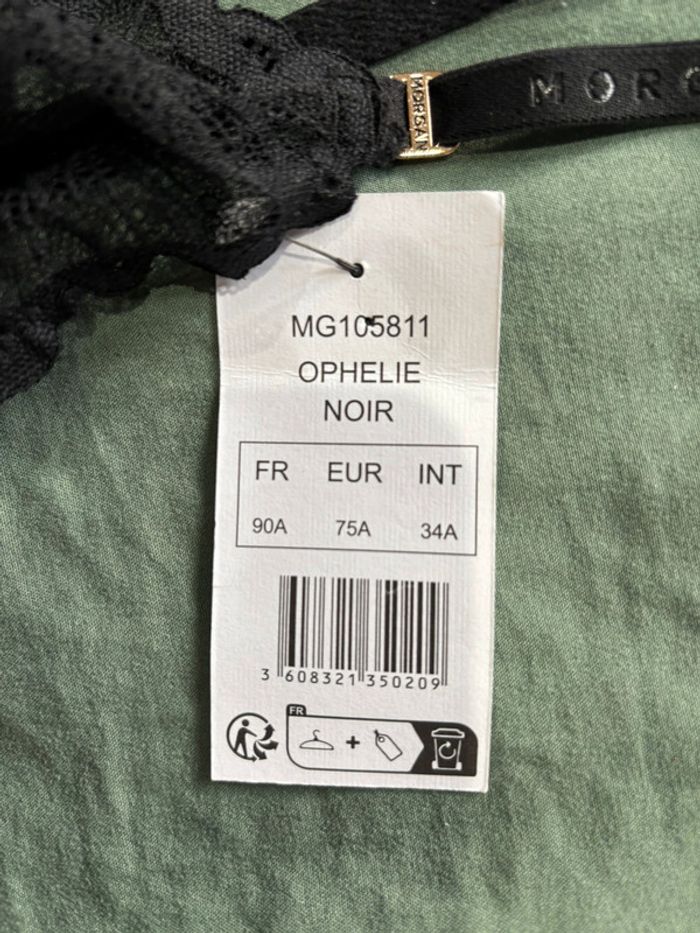 MORGAN
MORG
MG105811
OPHELIE
NOIR
FR EUR INT
90A 75A 34A
3 608321 350209
FR